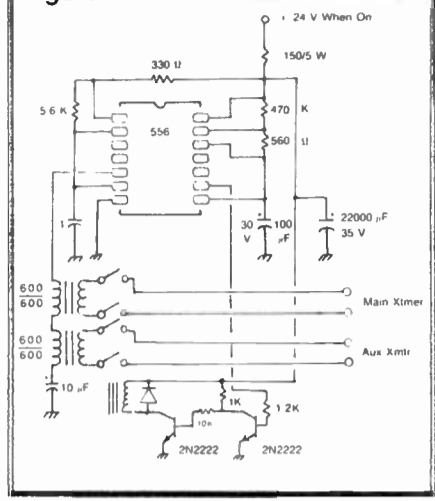 + 24 V When On
150/5 W
330 Ω
5 6 K
470 K
556
560 Ω
1
30 V
100 µF
22000 µF
35 V
600
600
Main Xtmer
600
600
Aux Xmtr
10 µF
1K
1 2K
10K
2N2222
2N2222